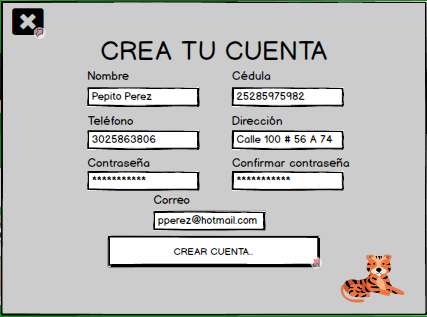 CREA TU CUENTA
Nombre Cédula
Pepito Perez 25285975982
Teléfono Dirección
3025863806 Calle 100 # 56 A 74
Contraseña Confirmar contraseña
*********** ***********
Correo
pperez@hotmail.com
CREAR CUENTA..